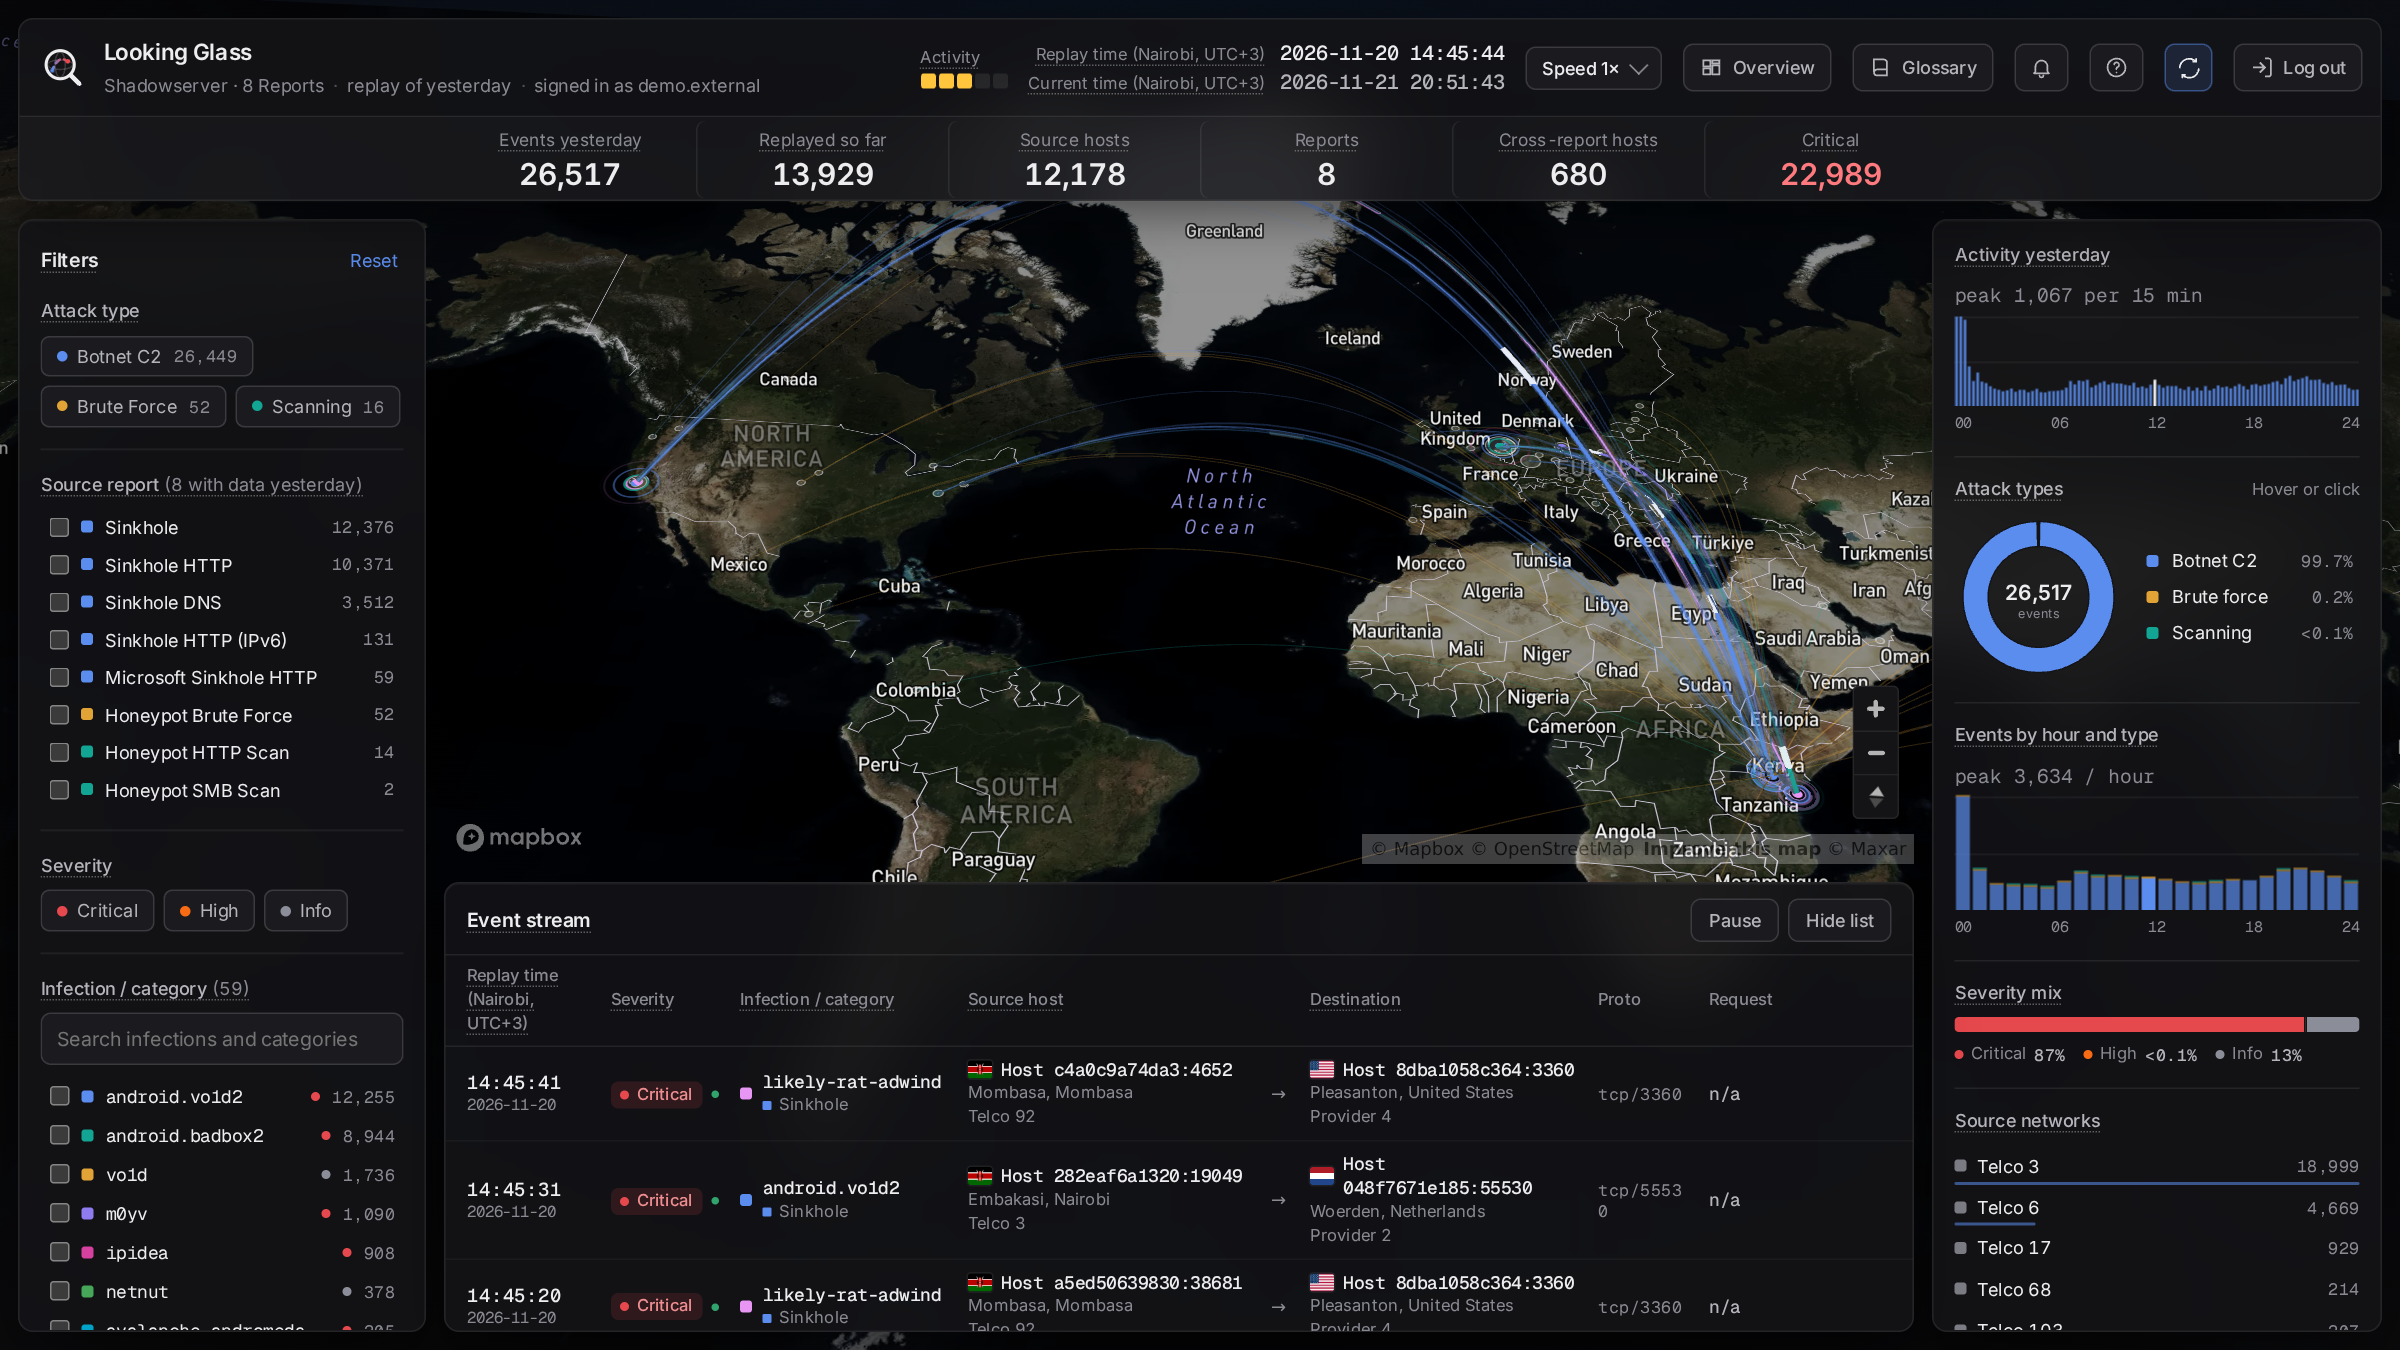 Looking Glass
Shadowserver · 8 Reports · replay of yesterday · signed in as demo.external
Activity
Replay time (Nairobi, UTC+3) 2026-11-20 14:45:44
Current time (Nairobi, UTC+3) 2026-11-21 20:51:43
Speed 1×
Overview
Glossary
Log out
Events yesterday
26,517
Replayed so far
13,929
Source hosts
12,178
Reports
8
Cross-report hosts
680
Critical
22,989
Filters
Reset
Attack type
Botnet C2 26,449
Brute Force 52
Scanning 16
Source report (8 with data yesterday)
Sinkhole 12,376
Sinkhole HTTP 10,371
Sinkhole DNS 3,512
Sinkhole HTTP (IPv6) 131
Microsoft Sinkhole HTTP 59
Honeypot Brute Force 52
Honeypot HTTP Scan 14
Honeypot SMB Scan 2
Severity
Critical
High
Info
Infection / category (59)
Search infections and categories
android.vo1d2 12,255
android.badbox2 8,944
vo1d 1,736
m0yv 1,090
ipidea 908
netnut 378
Greenland
Iceland
Sweden
Norway
Canada
United Kingdom
Denmark
NORTH AMERICA
EUROPE
France
Ukraine
North Atlantic Ocean
Spain
Italy
Greece
Türkiye
Mexico
Morocco
Tunisia
Cuba
Algeria
Libya
Egypt
Iraq
Iran
Mauritania
Mali
Niger
Chad
Saudi Arabia
Oman
Colombia
Nigeria
Sudan
Yemen
Cameroon
AFRICA
Ethiopia
Peru
Kenya
SOUTH AMERICA
Tanzania
Angola
Zambia
Paraguay
Chile
Mozambique
mapbox
© Mapbox © OpenStreetMap Improve this map © Maxar
Event stream
Pause
Hide list
Replay time (Nairobi, UTC+3)
Severity
Infection / category
Source host
Destination
Proto
Request
14:45:41
2026-11-20
Critical
likely-rat-adwind
Sinkhole
Host c4a0c9a74da3:4652
Mombasa, Mombasa
Telco 92
→
Host 8dba1058c364:3360
Pleasanton, United States
Provider 4
tcp/3360
n/a
14:45:31
2026-11-20
Critical
android.vo1d2
Sinkhole
Host 282eaf6a1320:19049
Embakasi, Nairobi
Telco 3
→
Host 048f7671e185:55530
Woerden, Netherlands
Provider 2
tcp/55530
n/a
14:45:20
2026-11-20
Critical
likely-rat-adwind
Sinkhole
Host a5ed50639830:38681
Mombasa, Mombasa
Telco 92
→
Host 8dba1058c364:3360
Pleasanton, United States
Provider 4
tcp/3360
n/a
Activity yesterday
peak 1,067 per 15 min
00 06 12 18 24
Attack types
Hover or click
26,517
events
Botnet C2 99.7%
Brute force 0.2%
Scanning <0.1%
Events by hour and type
peak 3,634 / hour
00 06 12 18 24
Severity mix
Critical 87% High <0.1% Info 13%
Source networks
Telco 3 18,999
Telco 6 4,669
Telco 17 929
Telco 68 214